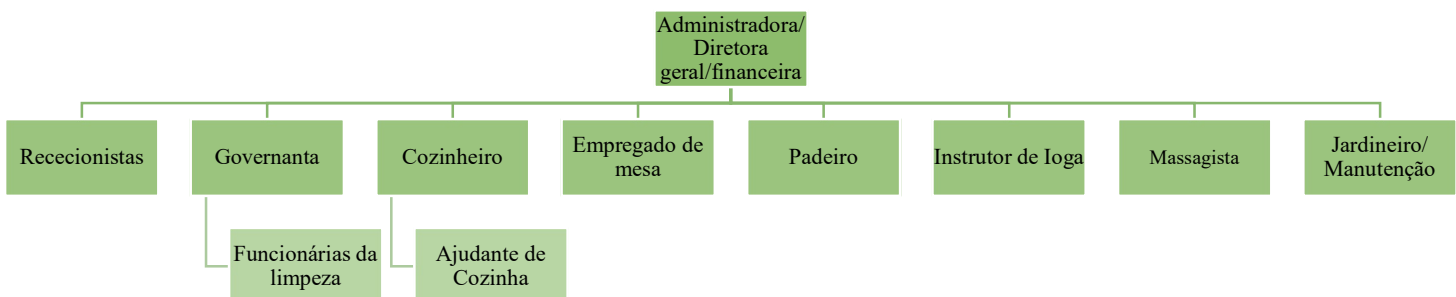 Administradora/
Diretora
geral/financeira
Rececionistas
Governanta
Cozinheiro
Empregado de
mesa
Padeiro
Instrutor de Ioga
Massagista
Jardineiro/
Manutenção
Funcionárias da
limpeza
Ajudante de
Cozinha